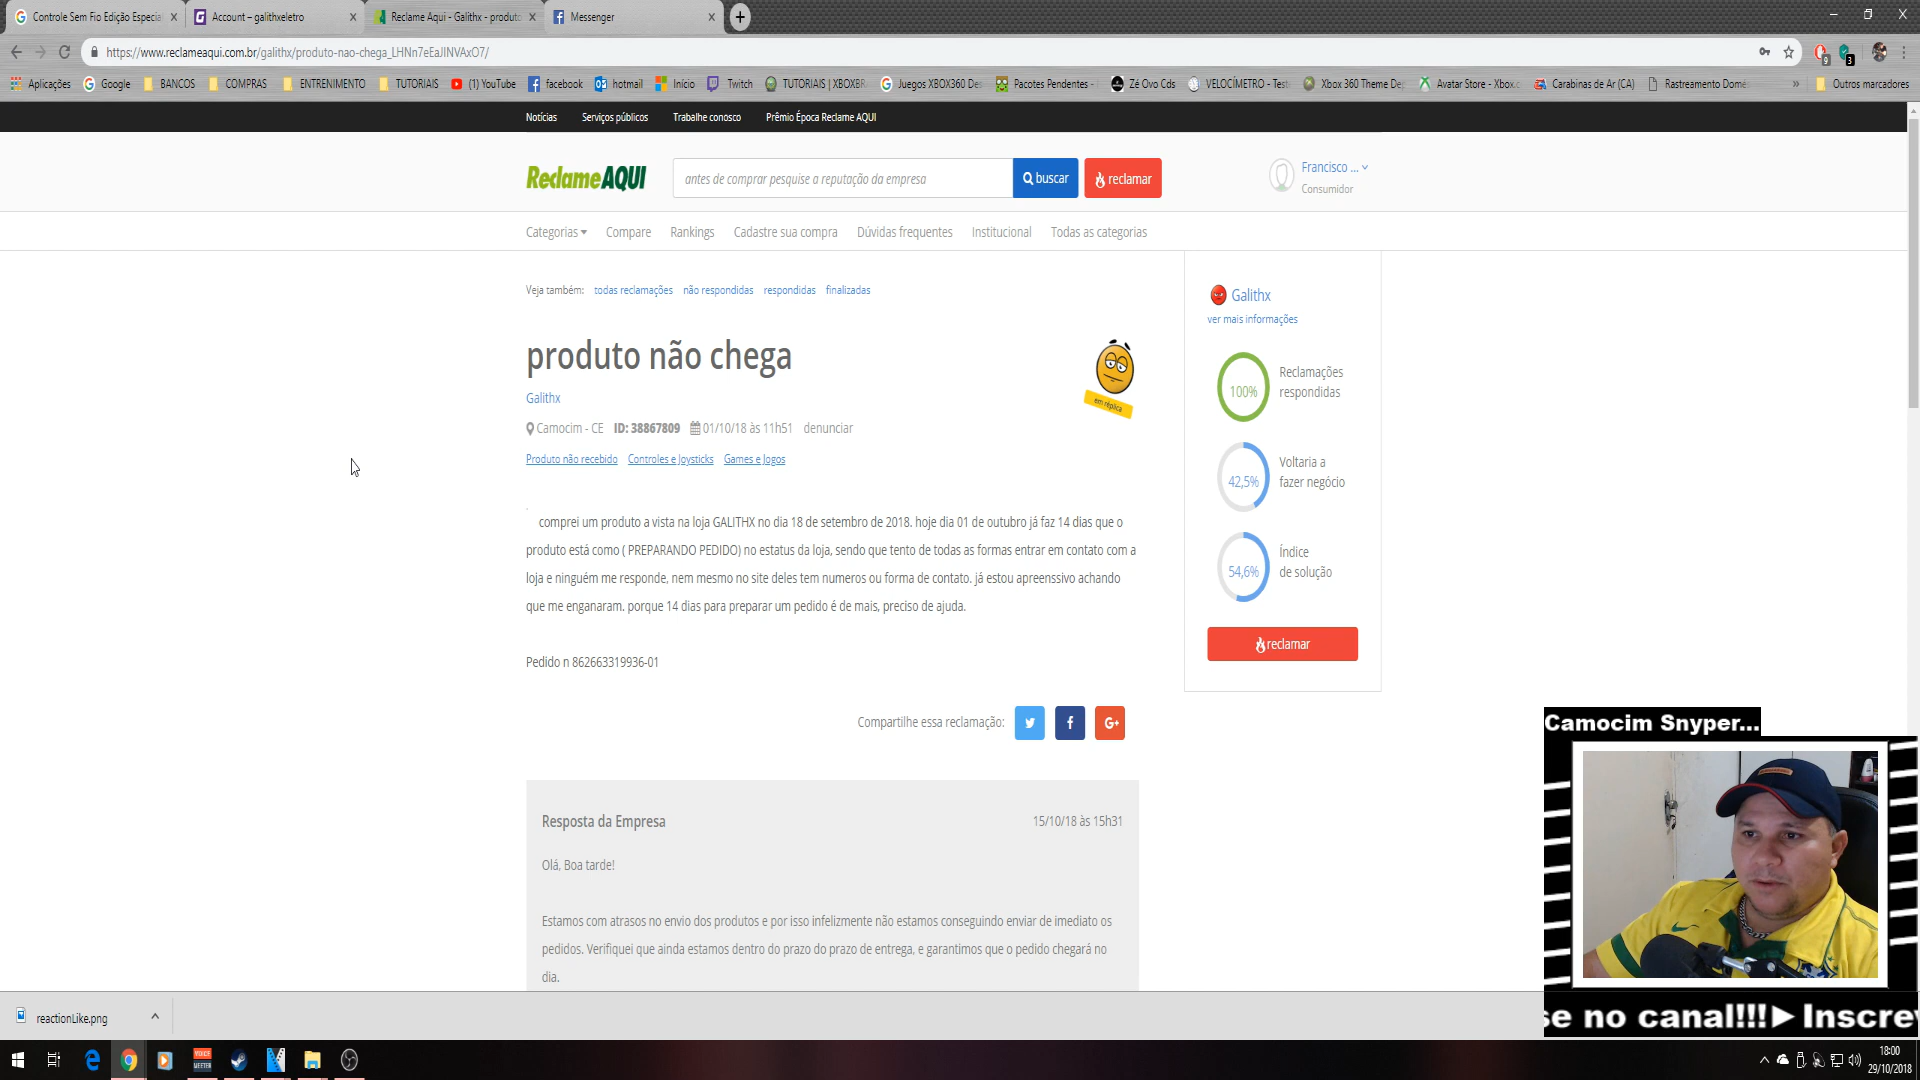 Controle Sem Fio Edição Especia
Account – galithxeletro
Reclame Aqui - Galithx - produto
Messenger
https://www.reclameaqui.com.br/galithx/produto-nao-chega_LHNn7eEaJINVAxO7/
9
3
Aplicações
Google
BANCOS
COMPRAS
ENTRENIMENTO
TUTORIAIS
(1) YouTube
facebook
hotmail
Início
Twitch
TUTORIAIS | XBOXBR
Juegos XBOX360 Des
Pacotes Pendentes -
Zé Ovo Cds
VELOCÍMETRO - Test
Xbox 360 Theme De
Avatar Store - Xbox.c
Carabinas de Ar (CA)
Rastreamento Domé
Outros marcadores
Notícias
Serviços públicos
Trabalhe conosco
Prêmio Época Reclame AQUI
ReclameAQUI
antes de comprar pesquise a reputação da empresa
buscar
reclamar
Francisco ...
Consumidor
Categorias
Compare
Rankings
Cadastre sua compra
Dúvidas frequentes
Institucional
Todas as categorias
Veja também: todas reclamações não respondidas respondidas finalizadas
produto não chega
em réplica
Galithx
Camocim - CE ID: 38867809 01/10/18 às 11h51 denunciar
Produto não recebido Controles e Joysticks Games e Jogos
comprei um produto a vista na loja GALITHX no dia 18 de setembro de 2018. hoje dia 01 de outubro já faz 14 dias que o
produto está como ( PREPARANDO PEDIDO) no estatus da loja, sendo que tento de todas as formas entrar em contato com a
loja e ninguém me responde, nem mesmo no site deles tem numeros ou forma de contato. já estou apreenssivo achando
que me enganaram. porque 14 dias para preparar um pedido é de mais, preciso de ajuda.
Pedido n 862663319936-01
Compartilhe essa reclamação:
Resposta da Empresa
15/10/18 às 15h31
Olá, Boa tarde!
Estamos com atrasos no envio dos produtos e por isso infelizmente não estamos conseguindo enviar de imediato os
pedidos. Verifiquei que ainda estamos dentro do prazo do prazo de entrega, e garantimos que o pedido chegará no
dia.
Galithx
ver mais informações
100%
Reclamações
respondidas
42,5%
Voltaria a
fazer negócio
54,6%
Índice
de solução
reclamar
Camocim Snyper...
se no canal!!!►Inscrev
reactionLike.png
VOICE
MEETER
18:00
29/10/2018